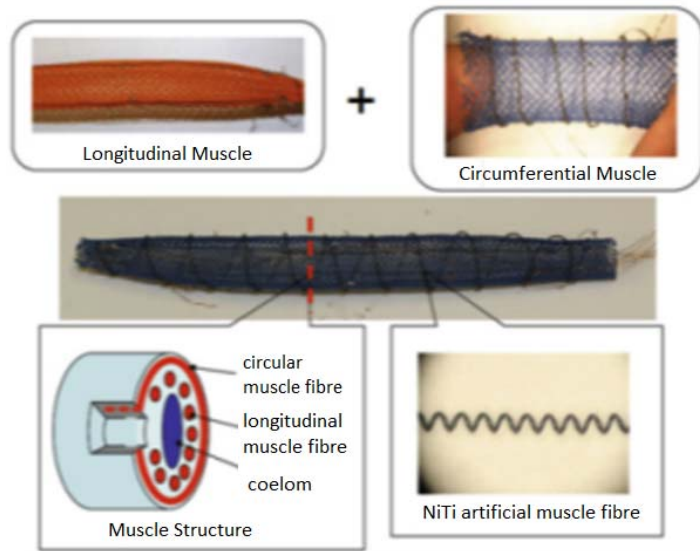 Longitudinal Muscle
+
Circumferential Muscle
circular
muscle fibre
longitudinal
muscle fibre
coelom
Muscle Structure
NiTi artificial muscle fibre